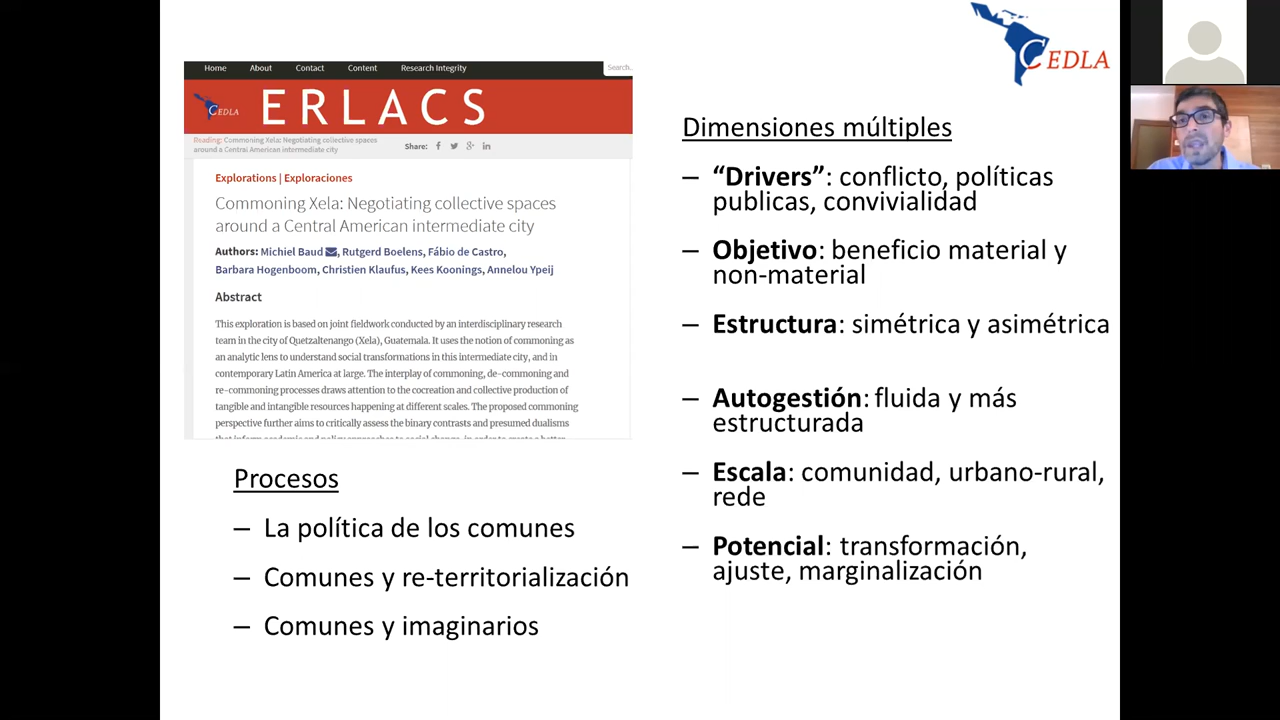 CEDLA
Home About Contact Content Research Integrity Search..
CEDLA ERLACS
Reading: Commoning Xela: Negotiating collective spaces
around a Central American intermediate city
Share:
Explorations | Exploraciones
Commoning Xela: Negotiating collective spaces
around a Central American intermediate city
Authors: Michiel Baud, Rutgerd Boelens, Fábio de Castro,
Barbara Hogenboom, Christien Klaufus, Kees Koonings, Annelou Ypeij
Abstract
This exploration is based on joint fieldwork conducted by an interdisciplinary research
team in the city of Quetzaltenango (Xela), Guatemala. It uses the notion of commoning as
an analytic lens to understand social transformations in this intermediate city, and in
contemporary Latin America at large. The interplay of commoning, de-commoning and
re-commoning processes draws attention to the cocreation and collective production of
tangible and intangible resources happening at different scales. The proposed commoning
perspective further aims to critically assess the binary contrasts and presumed dualisms
Procesos
– La política de los comunes
– Comunes y re-territorialización
– Comunes y imaginarios
Dimensiones múltiples
– “Drivers”: conflicto, políticas
publicas, convivialidad
– Objetivo: beneficio material y
non-material
– Estructura: simétrica y asimétrica
– Autogestión: fluida y más
estructurada
– Escala: comunidad, urbano-rural,
rede
– Potencial: transformación,
ajuste, marginalización